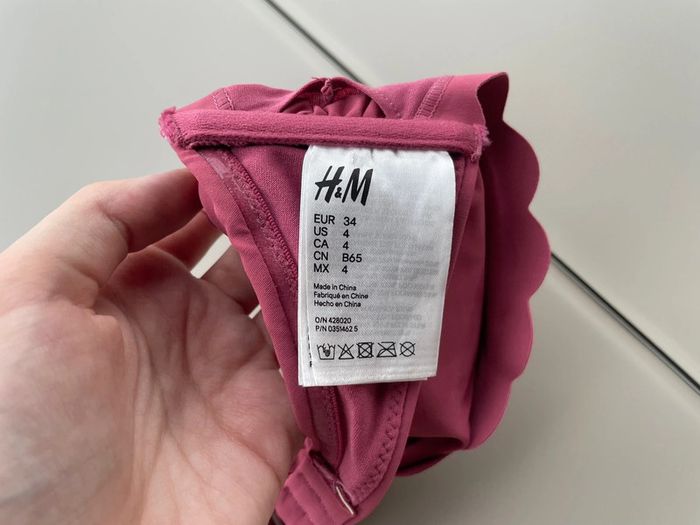 H&M
EUR 34
US 4
CA 4
CN B65
MX 4
Made in China
Fabriqué en Chine
Hecho en China
O/N 428020
P/N 0351462 5